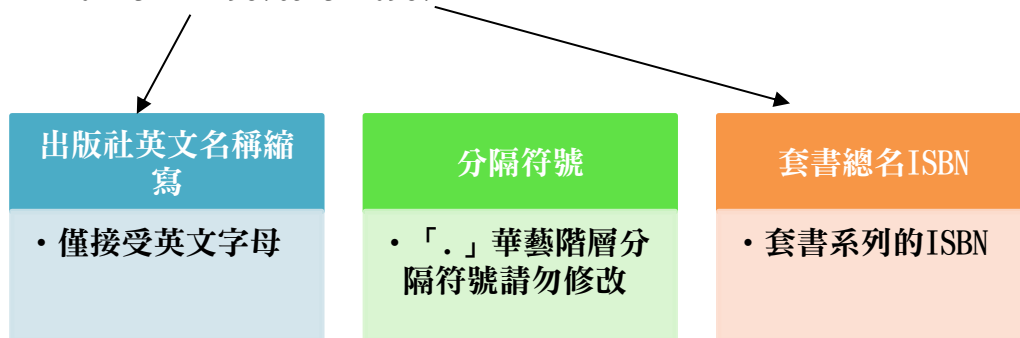 出版社英文名稱縮
寫
・僅接受英文字母
分隔符號
・「.」華藝階層分
隔符號請勿修改
套書總名ISBN
・套書系列的ISBN